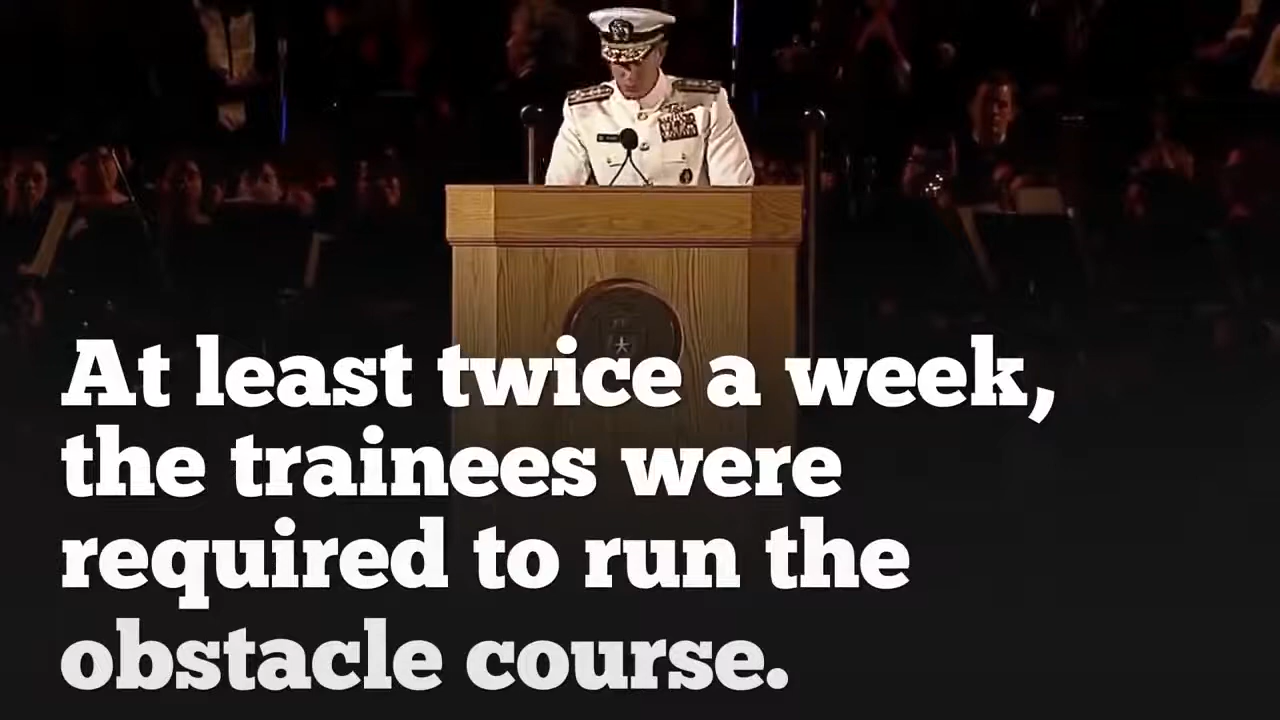 At least twice a week,
the trainees were
required to run the
obstacle course.